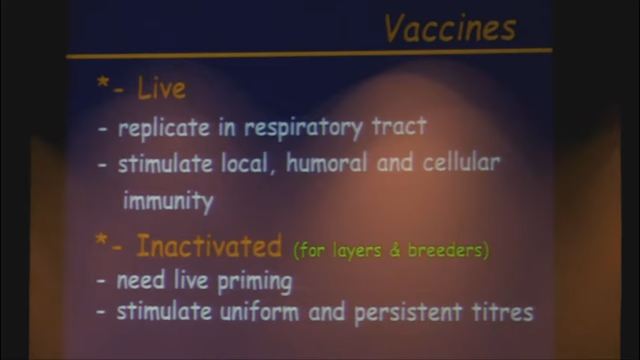 Vaccines
*- Live
- replicate in respiratory tract
- stimulate local, humoral and cellular
immunity
*- Inactivated (for layers & breeders)
- need live priming
- stimulate uniform and persistent titres